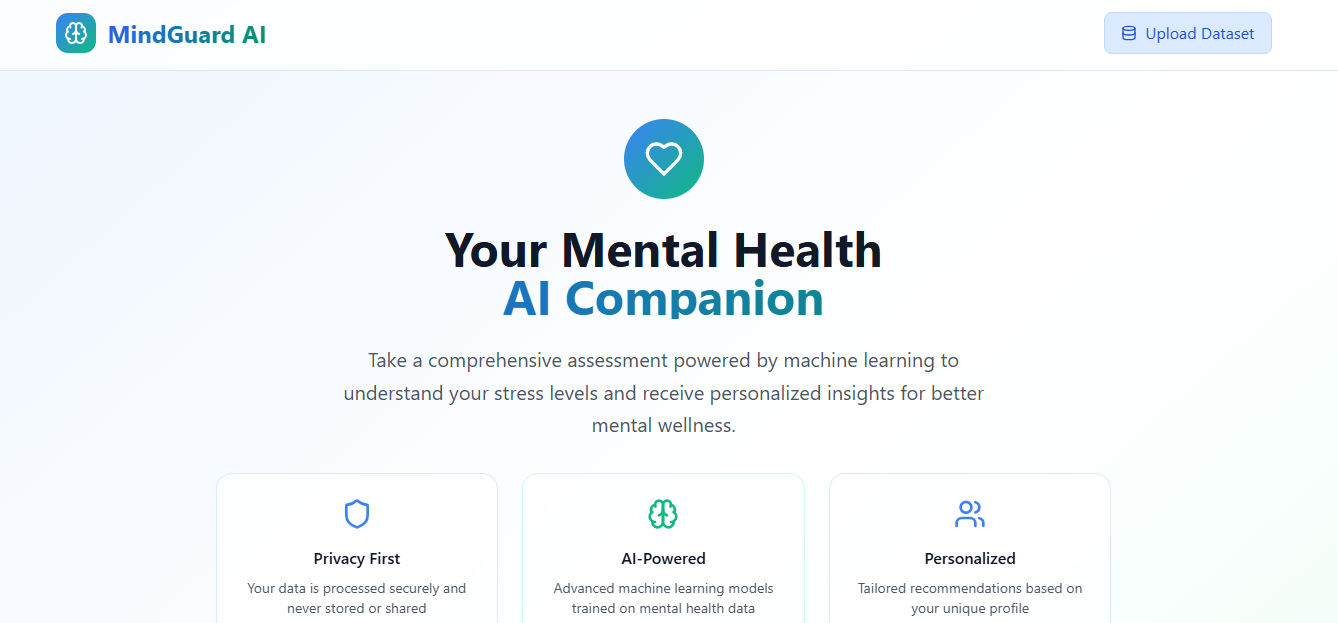 MindGuard AI
Upload Dataset
Your Mental Health
AI Companion
Take a comprehensive assessment powered by machine learning to
understand your stress levels and receive personalized insights for better
mental wellness.
Privacy First
Your data is processed securely and
never stored or shared
AI-Powered
Advanced machine learning models
trained on mental health data
Personalized
Tailored recommendations based on
your unique profile